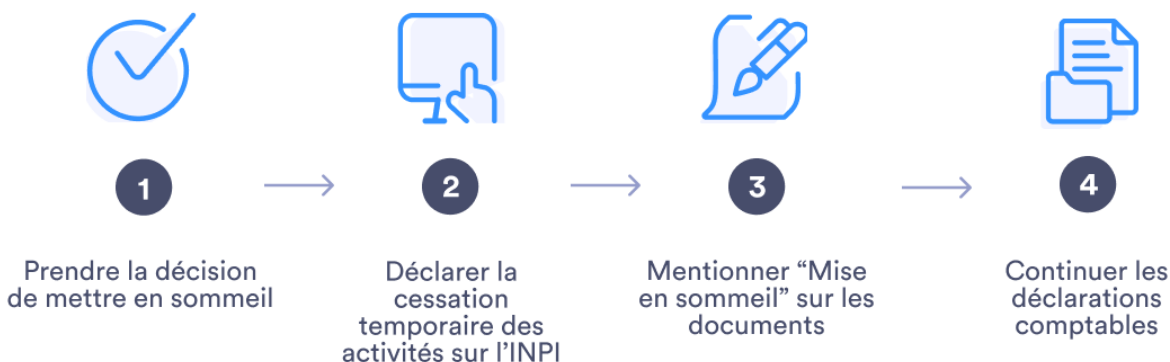 1
2
3
4
Prendre la décision
de mettre en sommeil
Déclarer la
cessation
temporaire des
activités sur l'INPI
Mentionner “Mise
en sommeil” sur les
documents
Continuer les
déclarations
comptables